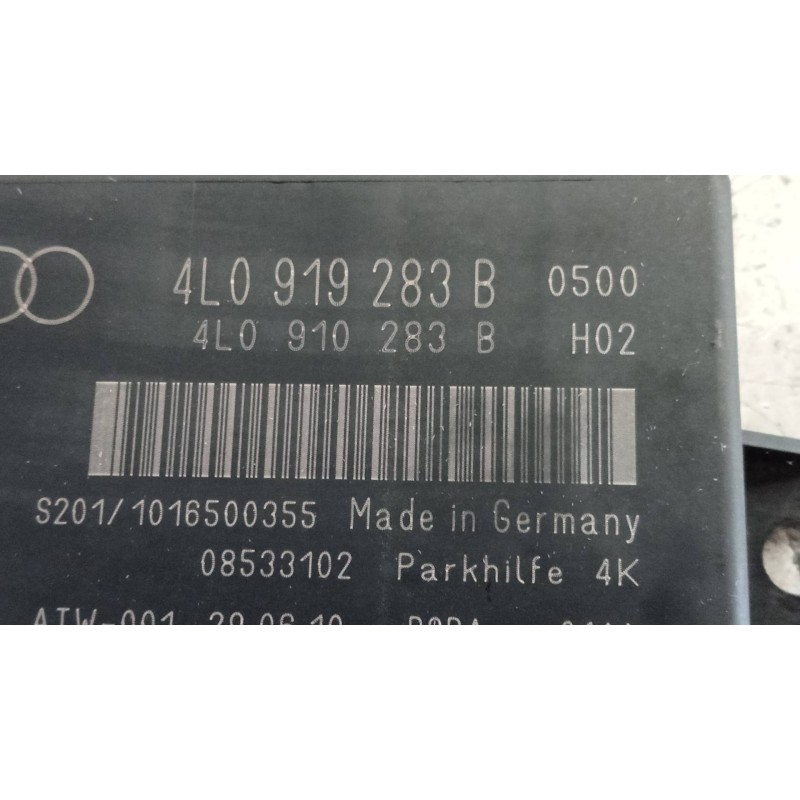 4L0 919 283 B 0500
4L0 910 283 B H02
S201/1016500355 Made in Germany
08533102 Parkhilfe 4K